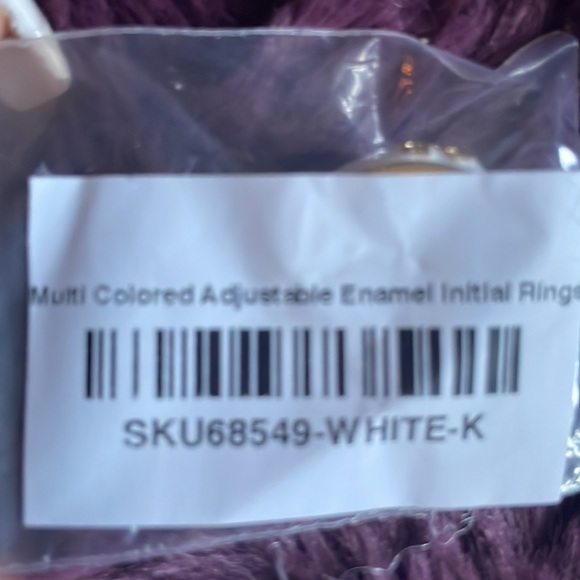 Multi Colored Adjustable Enamel Initial Rings
SKU68549-WHITE-K